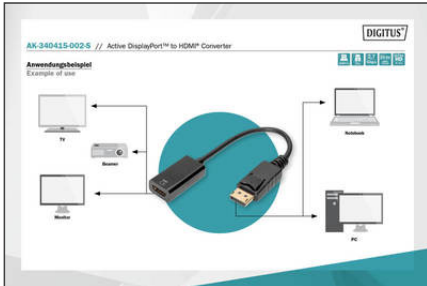 DIGITUS®
AK-340415-002-S // Active DisplayPort™ to HDMI® Converter
Anwendungsbeispiel
Example of use
TV
Beamer
Monitor
Notebook
PC